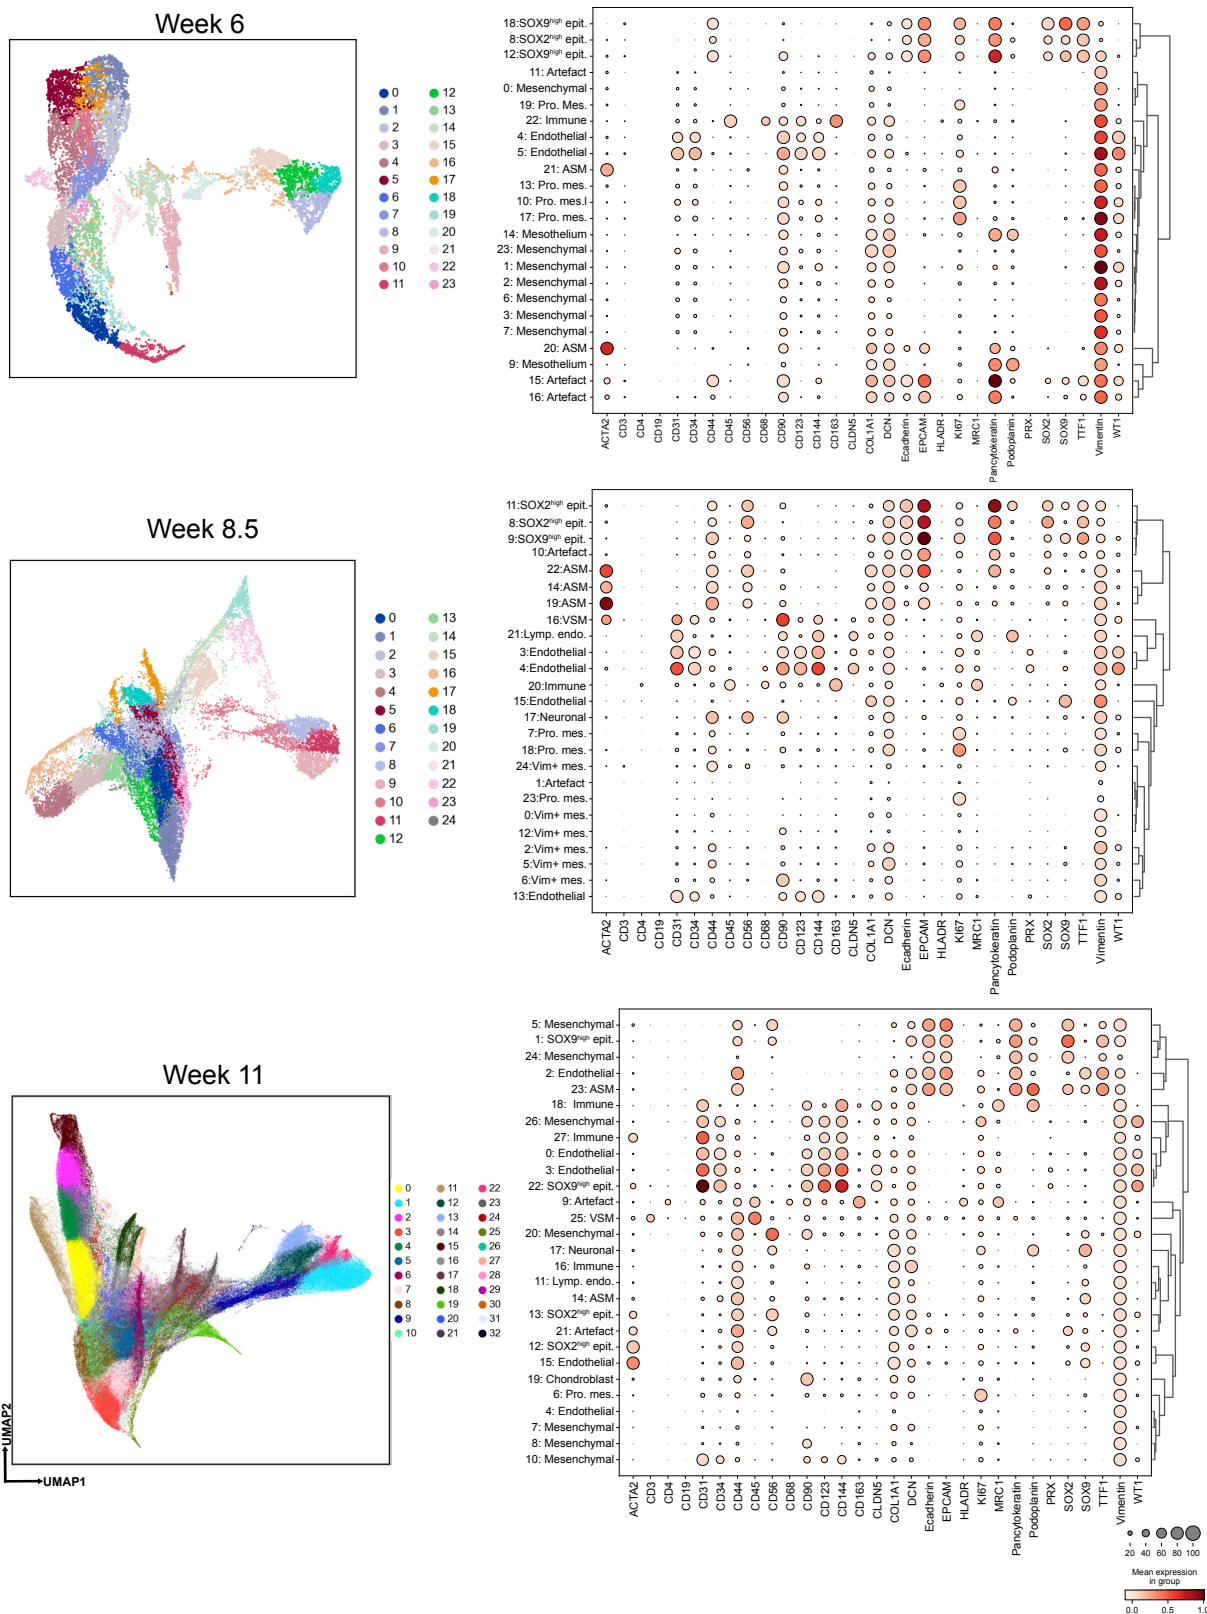 Week 6
0 12
1 13
2 14
3 15
4 16
5 17
6 18
7 19
8 20
9 21
10 22
11 23
18:SOX9high epit.
8:SOX2high epit.
12:SOX9high epit.
11: Artefact
0: Mesenchymal
19: Pro. Mes.
22: Immune
4: Endothelial
5: Endothelial
21: ASM
13: Pro. mes.
10: Pro. mes.l
17: Pro. mes.
14: Mesothelium
23: Mesenchymal
1: Mesenchymal
2: Mesenchymal
6: Mesenchymal
3: Mesenchymal
7: Mesenchymal
20: ASM
9: Mesothelium
15: Artefact
16: Artefact
ACTA2 CD3 CD4 CD19 CD31 CD34 CD44 CD45 CD56 CD68 CD90 CD123 CD144 CD163 CLDN5 COL1A1 DCN Ecadherin EPCAM HLADR KI67 MRC1 Pancytokeratin Podoplanin PRX SOX2 SOX9 TTF1 Vimentin WT1
Week 8.5
0 13
1 14
2 15
3 16
4 17
5 18
6 19
7 20
8 21
9 22
10 23
11 24
12
11:SOX2high epit.
8:SOX2high epit.
9:SOX9high epit.
10:Artefact
22:ASM
14:ASM
19:ASM
16:VSM
21:Lymp. endo.
3:Endothelial
4:Endothelial
20:Immune
15:Endothelial
17:Neuronal
7:Pro. mes.
18:Pro. mes.
24:Vim+ mes.
1:Artefact
23:Pro. mes.
0:Vim+ mes.
12:Vim+ mes.
2:Vim+ mes.
5:Vim+ mes.
6:Vim+ mes.
13:Endothelial
ACTA2 CD3 CD4 CD19 CD31 CD34 CD44 CD45 CD56 CD68 CD90 CD123 CD144 CD163 CLDN5 COL1A1 DCN Ecadherin EPCAM HLADR KI67 MRC1 Pancytokeratin Podoplanin PRX SOX2 SOX9 TTF1 Vimentin WT1
Week 11
0 11 22
1 12 23
2 13 24
3 14 25
4 15 26
5 16 27
6 17 28
7 18 29
8 19 30
9 20 31
10 21 32
UMAP2
UMAP1
5: Mesenchymal
1: SOX9high epit.
24: Mesenchymal
2: Endothelial
23: ASM
18: Immune
26: Mesenchymal
27: Immune
0: Endothelial
3: Endothelial
22: SOX9high epit.
9: Artefact
25: VSM
20: Mesenchymal
17: Neuronal
16: Immune
11: Lymp. endo.
14: ASM
13: SOX2high epit.
21: Artefact
12: SOX2high epit.
15: Endothelial
19: Chondroblast
6: Pro. mes.
4: Endothelial
7: Mesenchymal
8: Mesenchymal
10: Mesenchymal
ACTA2 CD3 CD4 CD19 CD31 CD34 CD44 CD45 CD56 CD68 CD90 CD123 CD144 CD163 CLDN5 COL1A1 DCN Ecadherin EPCAM HLADR KI67 MRC1 Pancytokeratin Podoplanin PRX SOX2 SOX9 TTF1 Vimentin WT1
20 40 60 80 100
Mean expression
in group
0.0 0.5 1.0